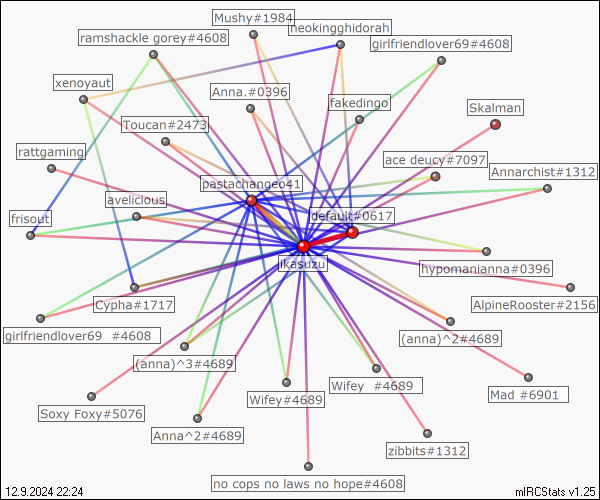 Mushy#1984
neokingghidorah
ramshackle gorey#4608
girlfriendlover69#4608
xenoyaut
Anna.#0396
fakedingo
Skalman
Toucan#2473
rattgaming
ace deucy#7097
Annarchist#1312
pastachangeo41
avelicious
default#0617
frisout
ikasuzu
hypomanianna#0396
Cypha#1717
AlpineRooster#2156
girlfriendlover69 #4608
(anna)^2#4689
(anna)^3#4689
Wifey #4689
Mad #6901
Wifey#4689
Soxy Foxy#5076
Anna^2#4689
zibbits#1312
no cops no laws no hope#4608
12.9.2024 22:24
mIRCStats v1.25